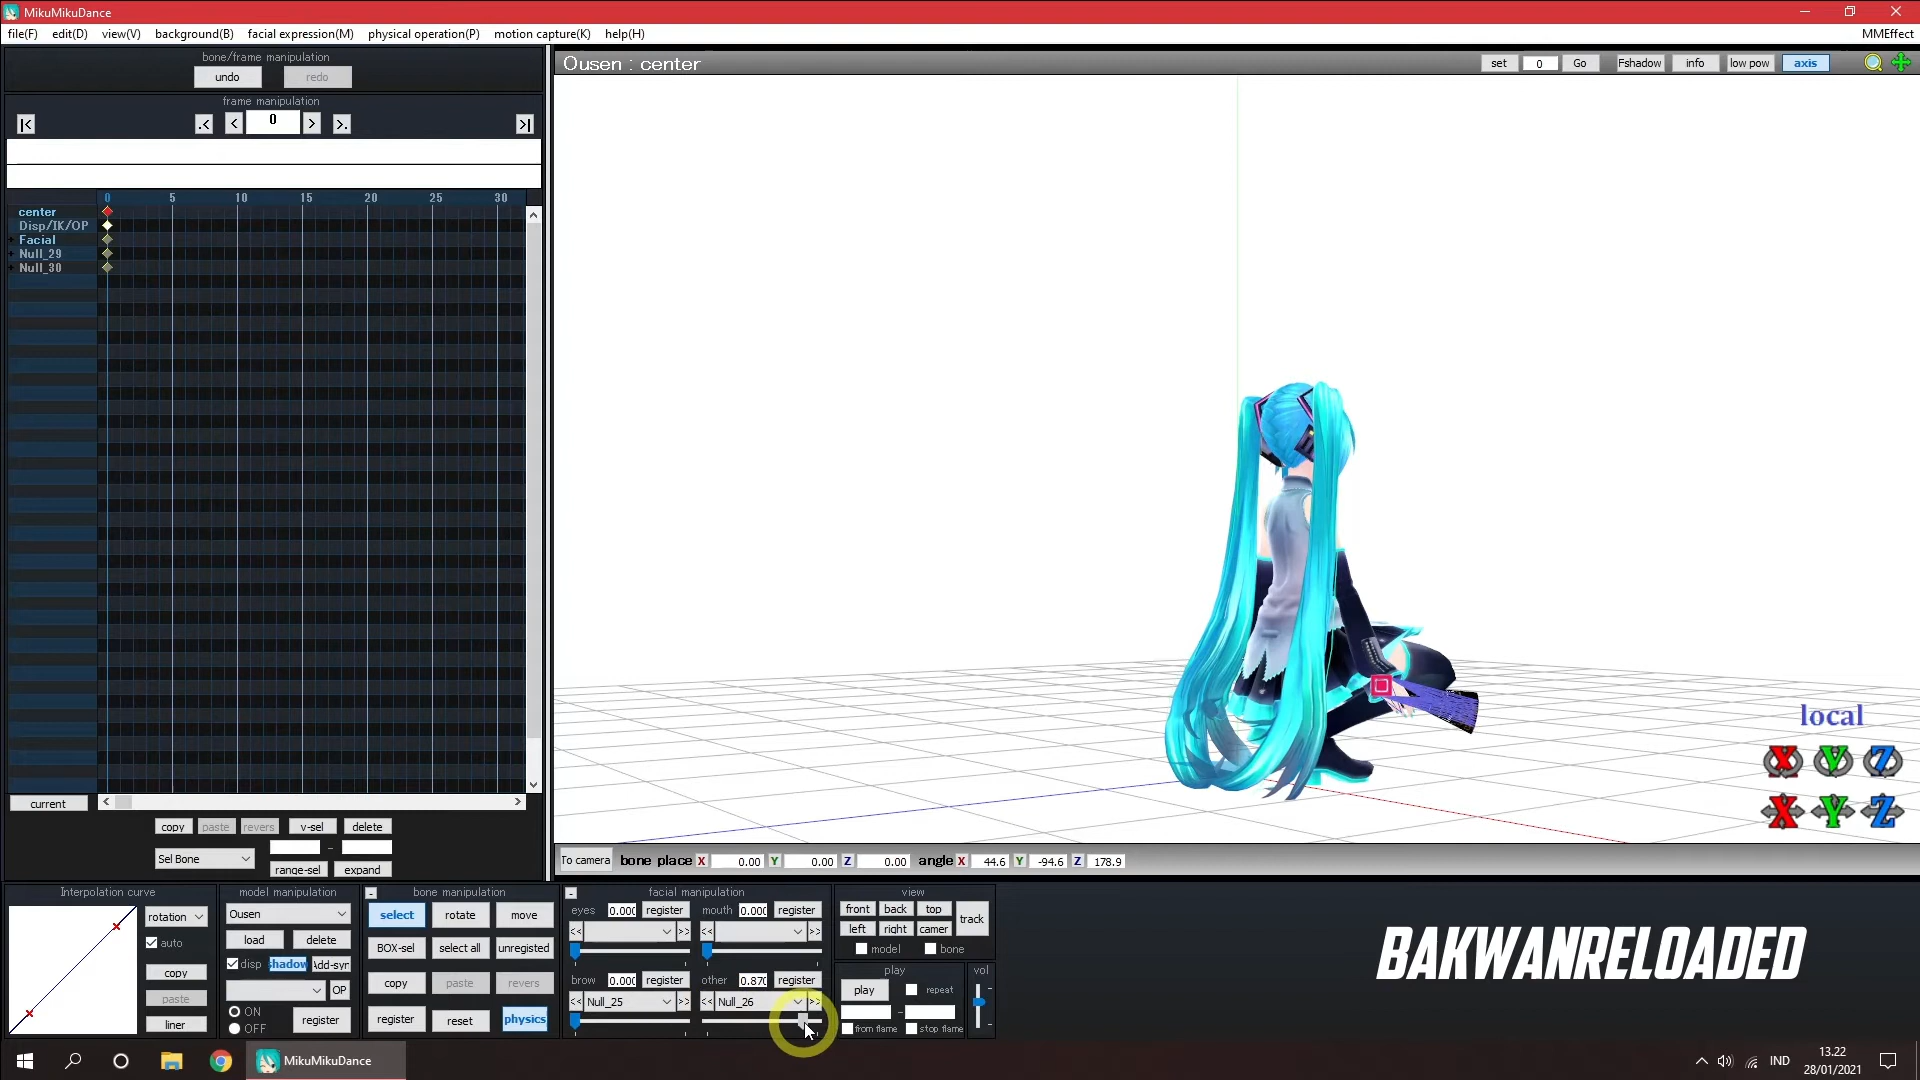 MikuMikuDance
file(F) edit(D) view(V) background(B) facial expression(M) physical operation(P) motion capture(K) help(H) MMEffect
bone/frame manipulation
undo redo
frame manipulation
|< .< < 0 > >. >|
0 5 10 15 20 25 30
center
Disp/IK/OP
Facial
Null_29
Null_30
current
copy paste revers v-sel delete
Sel Bone -
range-sel expand
Ousen : center
set 0 Go Fshadow info low pow axis
local
X Y Z
X Y Z
To camera bone place X 0.00 Y 0.00 Z 0.00 angle X 44.6 Y -94.6 Z 178.9
Interpolation curve
rotation
auto
copy
paste
liner
model manipulation
Ousen
load delete
disp shadow Add-syn
OP
ON
OFF
register
- bone manipulation
select rotate move
BOX-sel select all unregisted
copy paste revers
register reset physics
- facial manipulation
eyes 0.000 register mouth 0.000 register
<< >> << >>
brow 0.000 register other 0.870 register
<< Null_25 >> << Null_26 >>
view
front back top
left right camer
track
model bone
play
play repeat
-
from flame stop flame
vol
BAKWANRELOADED
MikuMikuDance
IND
13.22
28/01/2021